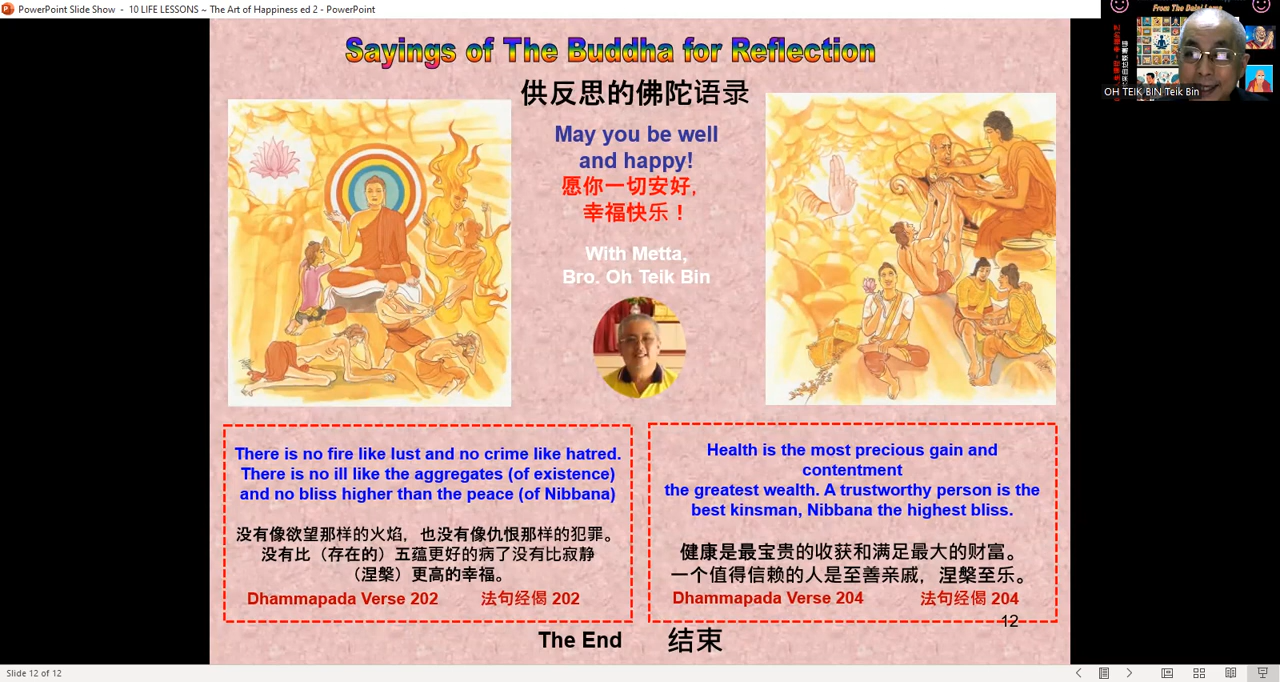 PowerPoint Slide Show - 10 LIFE LESSONS ~ The Art of Happiness ed 2 - PowerPoint
From The Dalai Lama
OH TEIK BIN Teik Bin
Sayings of The Buddha for Reflection
供反思的佛陀语录
May you be well
and happy!
愿你一切安好,
幸福快乐！
With Metta,
Bro. Oh Teik Bin
There is no fire like lust and no crime like hatred.
There is no ill like the aggregates (of existence)
and no bliss higher than the peace (of Nibbana)
没有像欲望那样的火焰，也没有像仇恨那样的犯罪。
没有比（存在的）五蕴更好的病了没有比寂静
（涅槃）更高的幸福。
Dhammapada Verse 202 法句经偈 202
Health is the most precious gain and
contentment
the greatest wealth. A trustworthy person is the
best kinsman, Nibbana the highest bliss.
健康是最宝贵的收获和满足最大的财富。
一个值得信赖的人是至善亲戚，涅槃至乐。
Dhammapada Verse 204 法句经偈 204
12
The End 结束
Slide 12 of 12